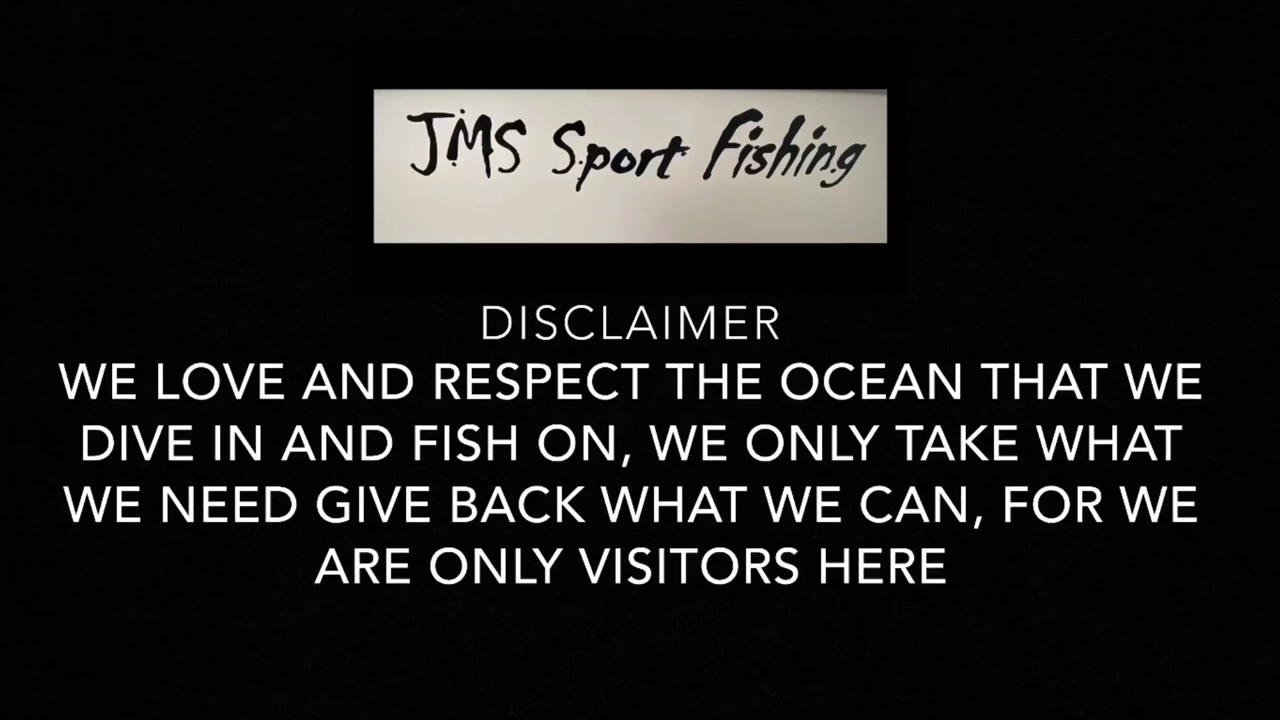 JMS Sport Fishing
DISCLAIMER
WE LOVE AND RESPECT THE OCEAN THAT WE
DIVE IN AND FISH ON, WE ONLY TAKE WHAT
WE NEED GIVE BACK WHAT WE CAN, FOR WE
ARE ONLY VISITORS HERE